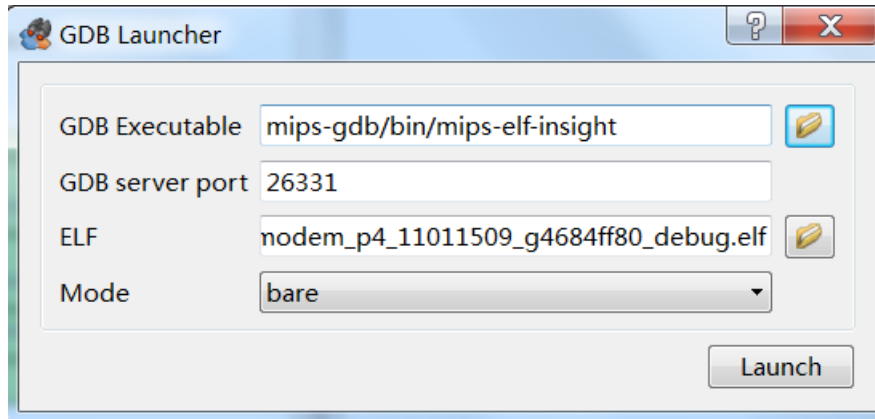 GDB Launcher
GDB Executable mips-gdb/bin/mips-elf-insight
GDB server port 26331
ELF modem_p4_11011509_g4684ff80_debug.elf
Mode bare
Launch